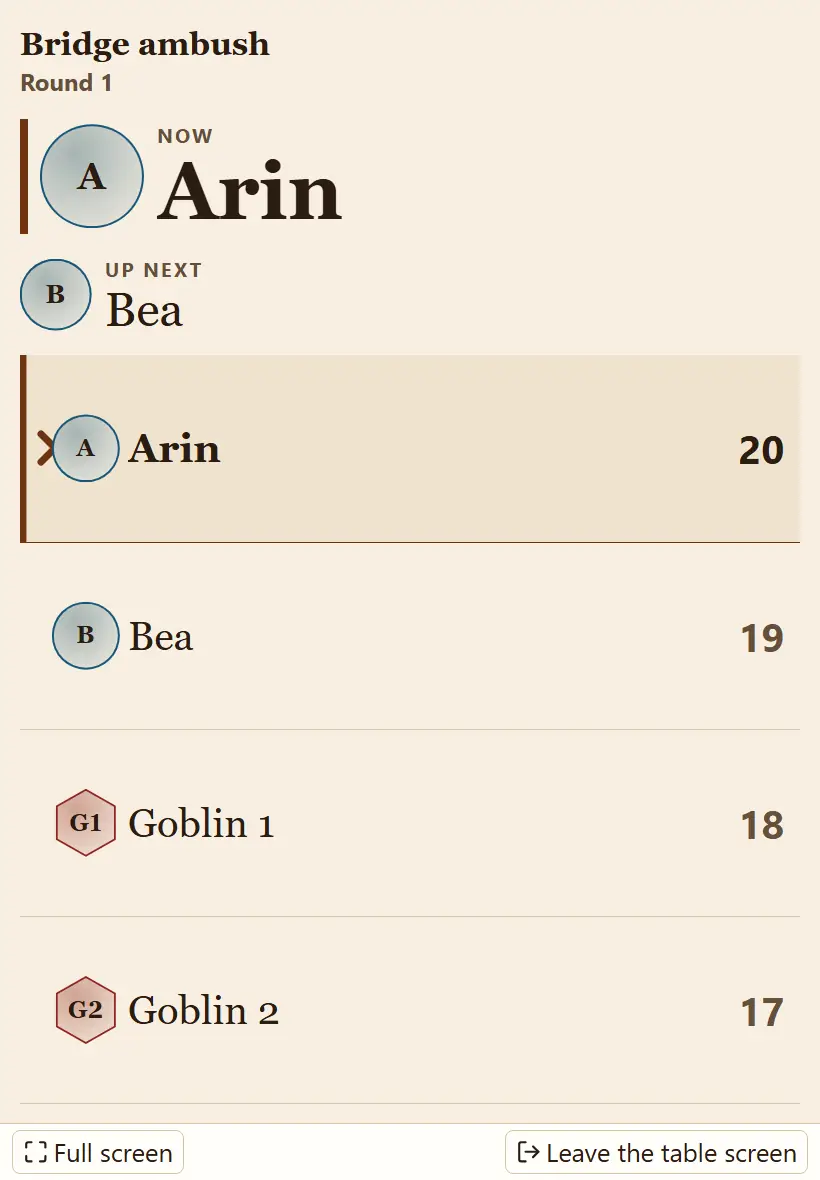 Bridge ambush
Round 1
A
NOW
Arin
B
UP NEXT
Bea
A Arin 20
B Bea 19
G1 Goblin 1 18
G2 Goblin 2 17
Full screen
Leave the table screen